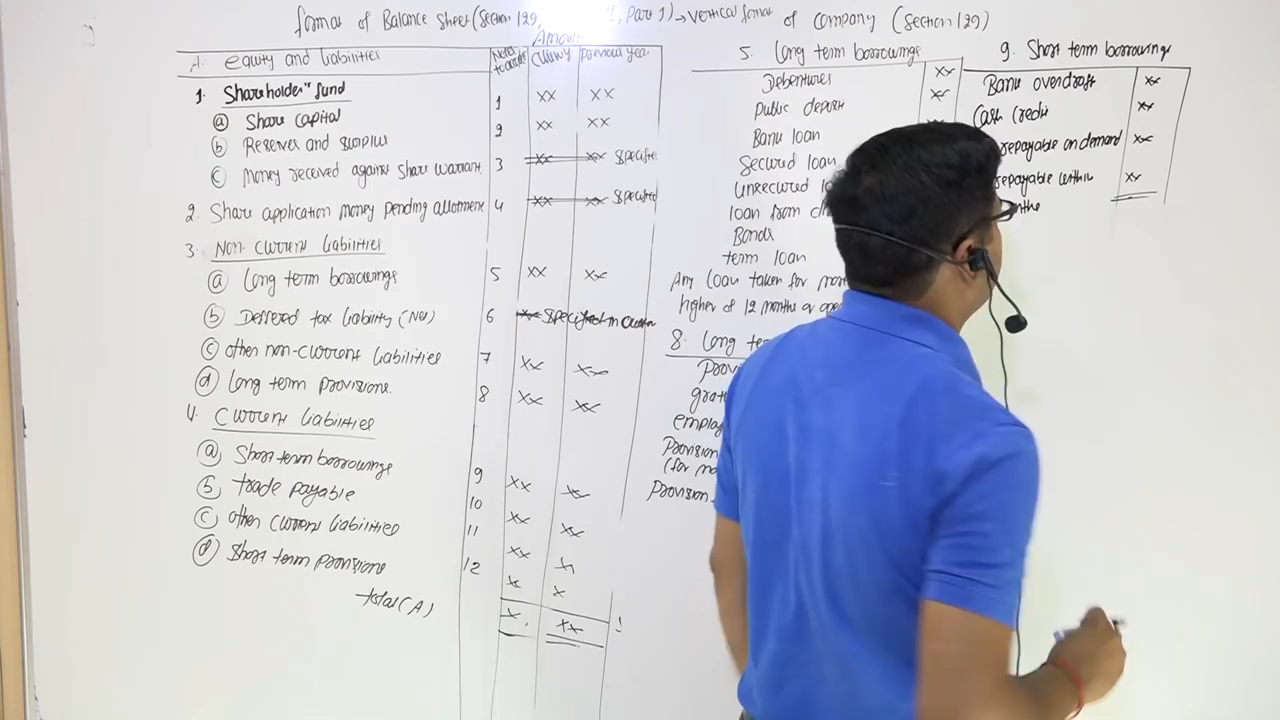 Format of Balance Sheet (Section 129, Part 1) → vertical format of company (Section 129)
Amount
A. equity and liabilities
Current
previous year
1. Shareholder" fund
ⓐ Share capital 1 xx xx
ⓑ Reserves and surplus 2 xx xx
ⓒ money received against share warrant 3 xx xx specified
2. Share application money pending allotment 4 xx xx specified
3. Non-current liabilities
ⓐ long term borrowings 5 xx xx
ⓑ Deferred tax liability (Net) 6 xx specified in
ⓒ other non-current liabilities 7 xx xx
ⓓ long term provisions. 8 xx xx
4. Current liabilities
ⓐ Short term borrowings 9 xx xx
ⓑ trade payable 10 xx xx
ⓒ other current liabilities 11 xx
ⓓ Short term provisions 12 x x
total (A) x. xx
5. long term borrowings
Debentures xx
public deposit xx
Bank loan
Secured loan
unsecured
loan from
Bonds
term loan
Any loan taken for
higher of 12 months or
8. long
employ
provision
provision
9. Short term borrowing
Bank overdraft xx
Cash credit xx
repayable on demand xx
repayable within xx